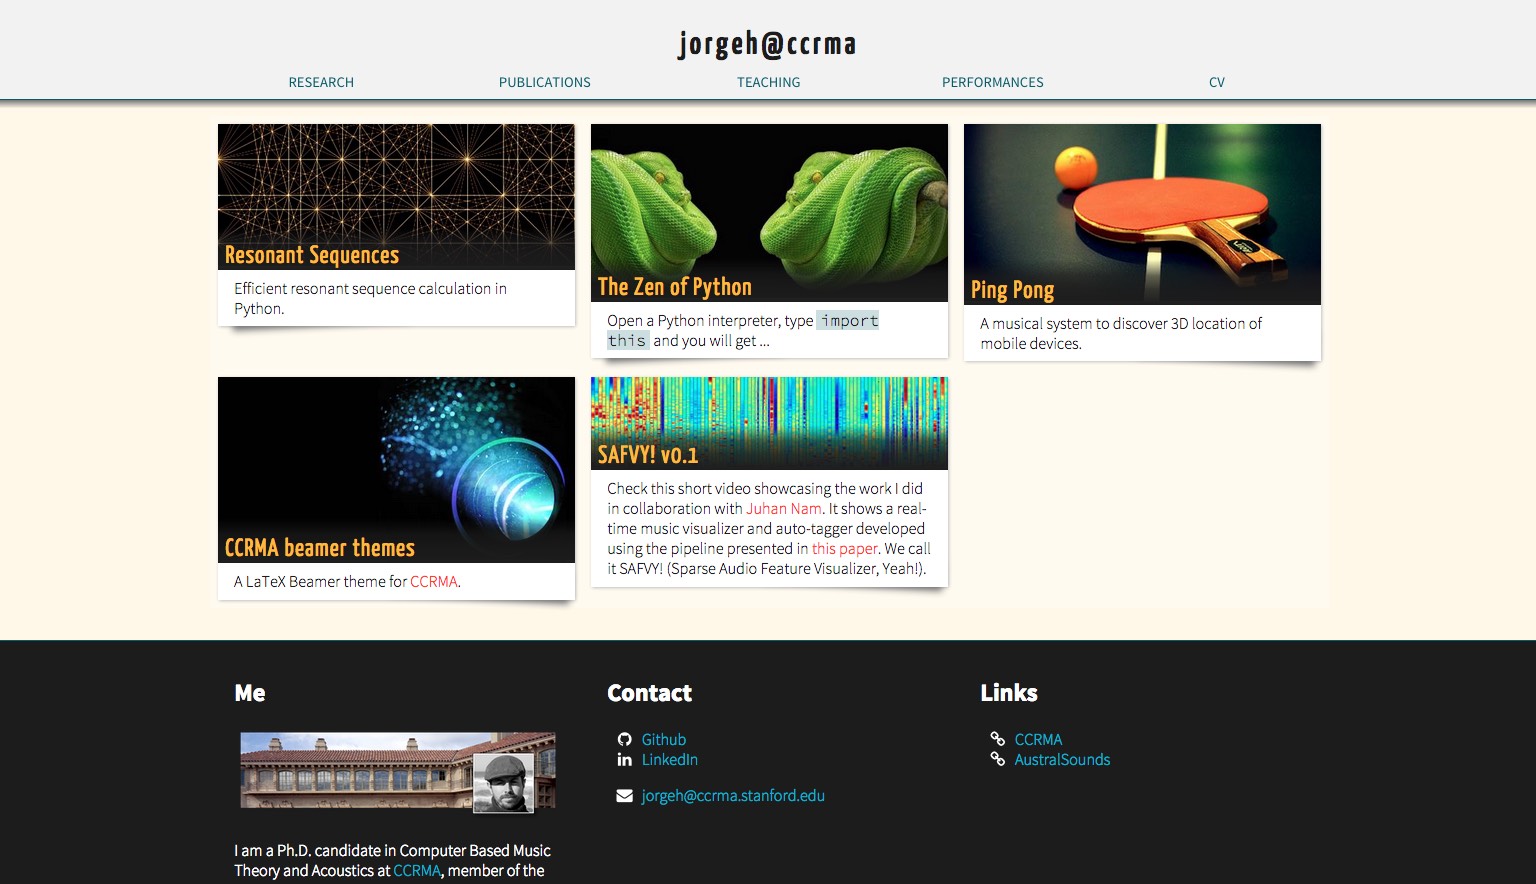 jorgeh@ccrma
RESEARCH PUBLICATIONS TEACHING PERFORMANCES CV
Resonant Sequences
Efficient resonant sequence calculation in
Python.
The Zen of Python
Open a Python interpreter, type import
this and you will get ...
Ping Pong
A musical system to discover 3D location of
mobile devices.
CCRMA beamer themes
A LaTeX Beamer theme for CCRMA.
SAFVY! v0.1
Check this short video showcasing the work I did
in collaboration with Juhan Nam. It shows a real-
time music visualizer and auto-tagger developed
using the pipeline presented in this paper. We call
it SAFVY! (Sparse Audio Feature Visualizer, Yeah!).
Me
I am a Ph.D. candidate in Computer Based Music
Theory and Acoustics at CCRMA, member of the
Contact
Github
LinkedIn
jorgeh@ccrma.stanford.edu
Links
CCRMA
AustralSounds